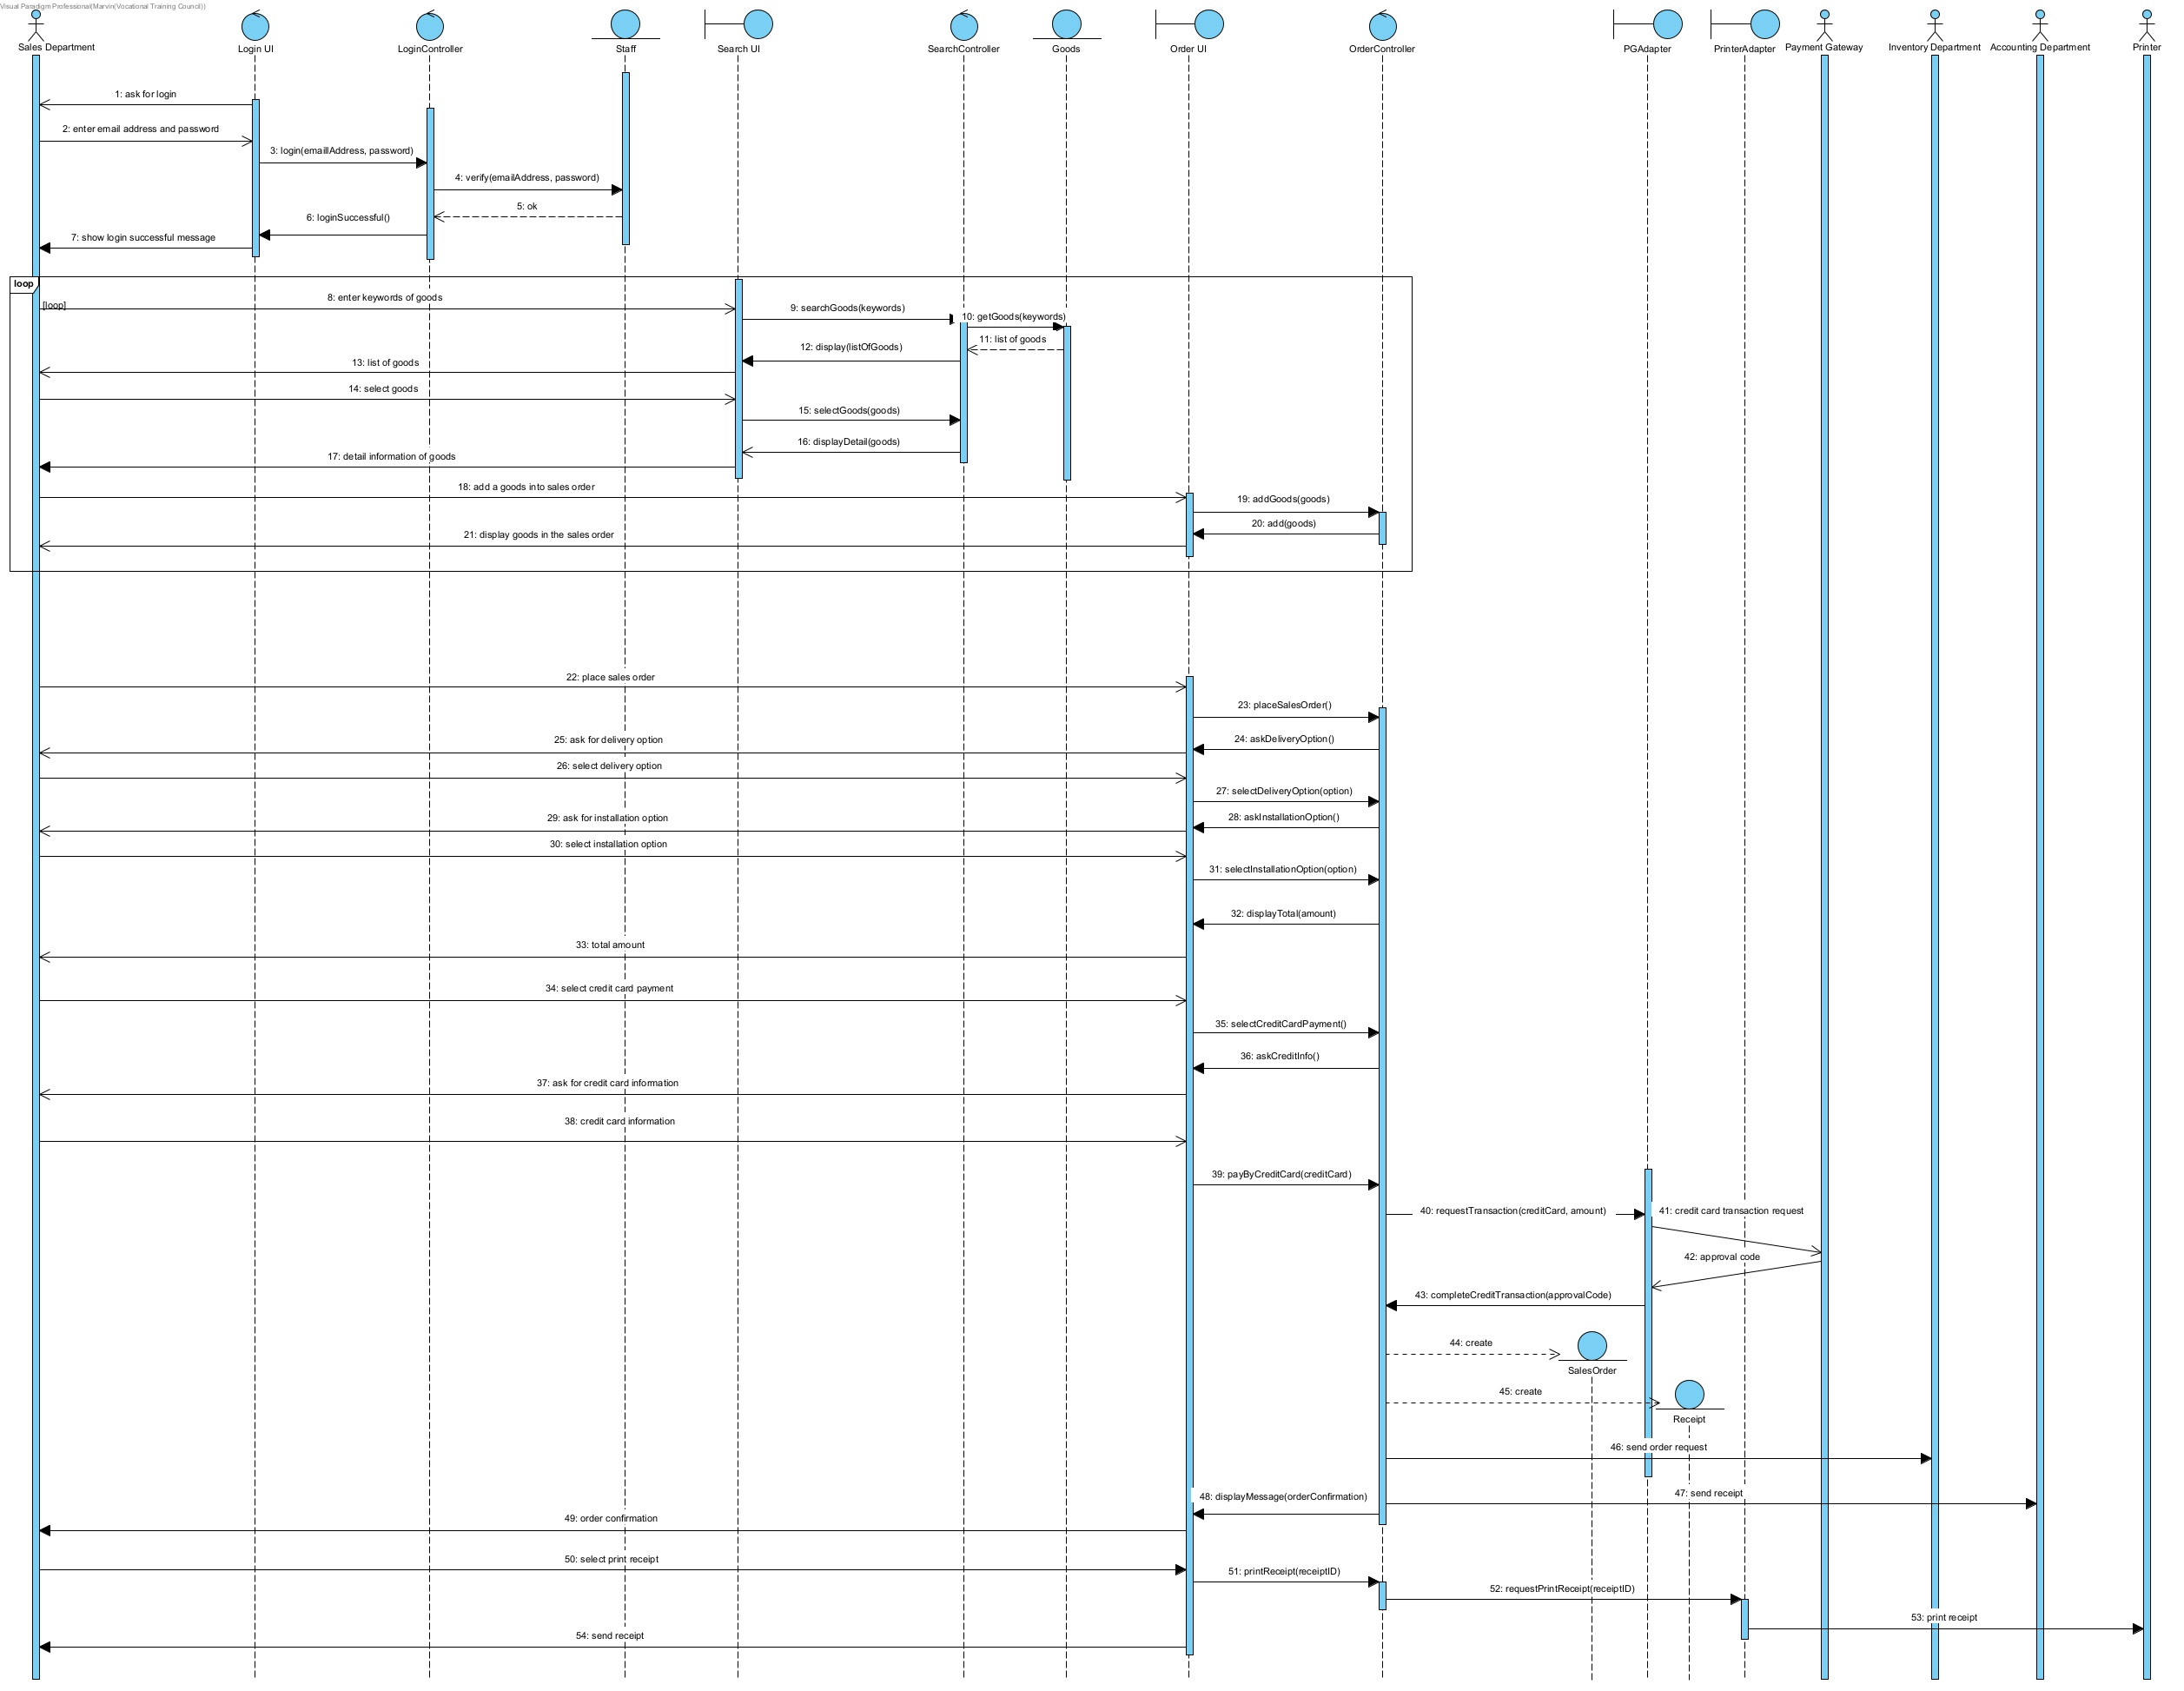 Visual Paradigm Professional(Marvin(Vocational Training Council))
Sales Department
Login UI
LoginController
Staff
Search UI
SearchController
Goods
Order UI
OrderController
PGAdapter
PrinterAdapter
Payment Gateway
Inventory Department
Accounting Department
Printer
1: ask for login
2: enter email address and password
3: login(emaillAddress, password)
4: verify(emailAddress, password)
5: ok
6: loginSuccessful()
7: show login successful message
loop
[loop]
8: enter keywords of goods
9: searchGoods(keywords)
10: getGoods(keywords)
11: list of goods
12: display(listOfGoods)
13: list of goods
14: select goods
15: selectGoods(goods)
16: displayDetail(goods)
17: detail information of goods
18: add a goods into sales order
19: addGoods(goods)
20: add(goods)
21: display goods in the sales order
22: place sales order
23: placeSalesOrder()
24: askDeliveryOption()
25: ask for delivery option
26: select delivery option
27: selectDeliveryOption(option)
28: askInstallationOption()
29: ask for installation option
30: select installation option
31: selectInstallationOption(option)
32: displayTotal(amount)
33: total amount
34: select credit card payment
35: selectCreditCardPayment()
36: askCreditInfo()
37: ask for credit card information
38: credit card information
39: payByCreditCard(creditCard)
40: requestTransaction(creditCard, amount)
41: credit card transaction request
42: approval code
43: completeCreditTransaction(approvalCode)
44: create
SalesOrder
45: create
Receipt
46: send order request
47: send receipt
48: displayMessage(orderConfirmation)
49: order confirmation
50: select print receipt
51: printReceipt(receiptID)
52: requestPrintReceipt(receiptID)
53: print receipt
54: send receipt